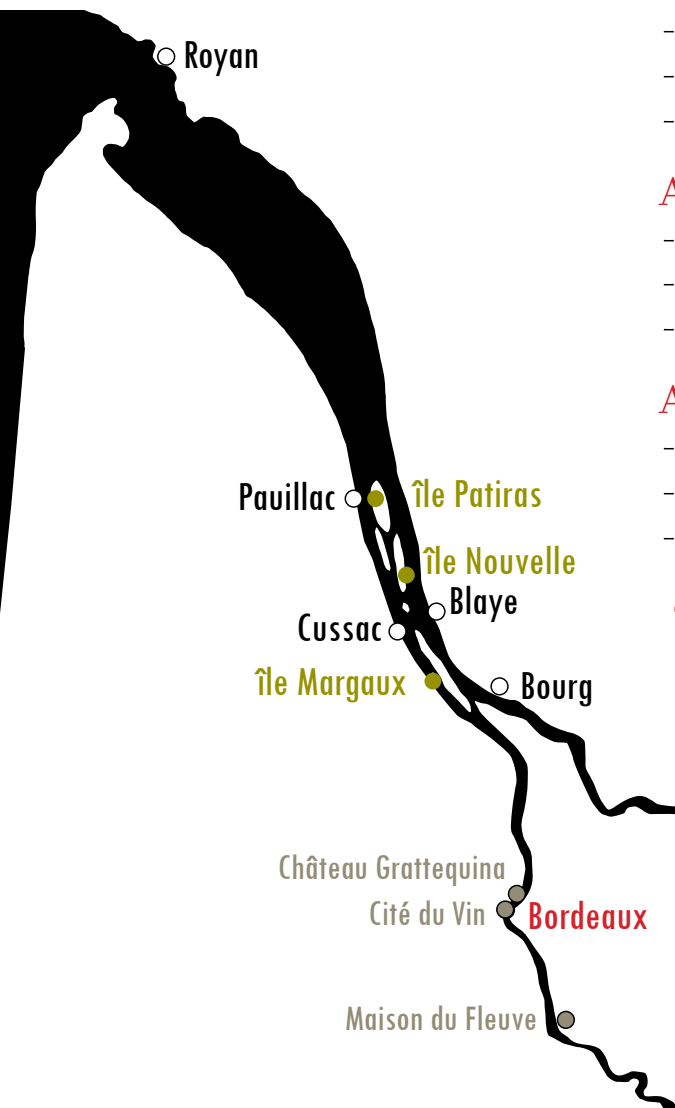 Royan
Pauillac
île Patiras
île Nouvelle
Blaye
Cussac
île Margaux
Bourg
Château Grattequina
Cité du Vin
Bordeaux
Maison du Fleuve